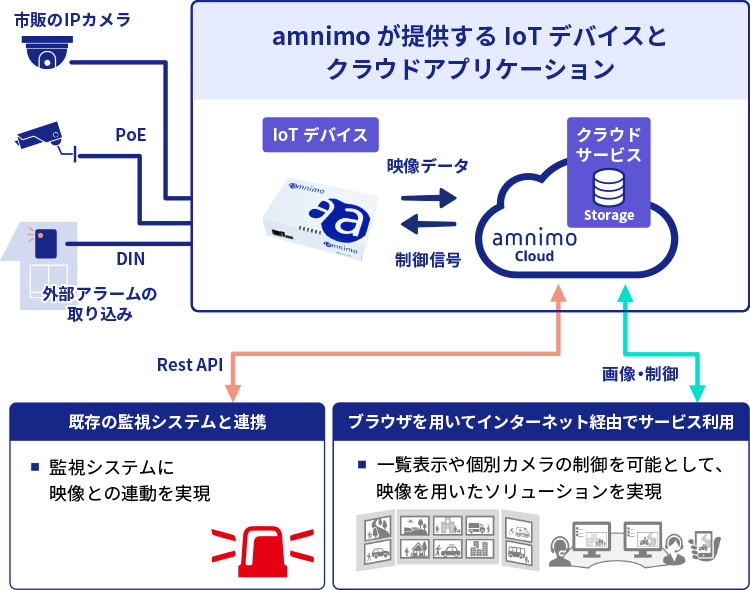 市販のIPカメラ
amnimo が提供する IoT デバイスと
クラウドアプリケーション
PoE
DIN
外部アラームの
取り込み
IoT デバイス
amnimo
aa
amnimo
映像データ
制御信号
クラウド
サービス
Storage
amnimo
Cloud
Rest API
画像・制御
既存の監視システムと連携
監視システムに
映像との連動を実現
ブラウザを用いてインターネット経由でサービス利用
一覧表示や個別カメラの制御を可能として、
映像を用いたソリューションを実現